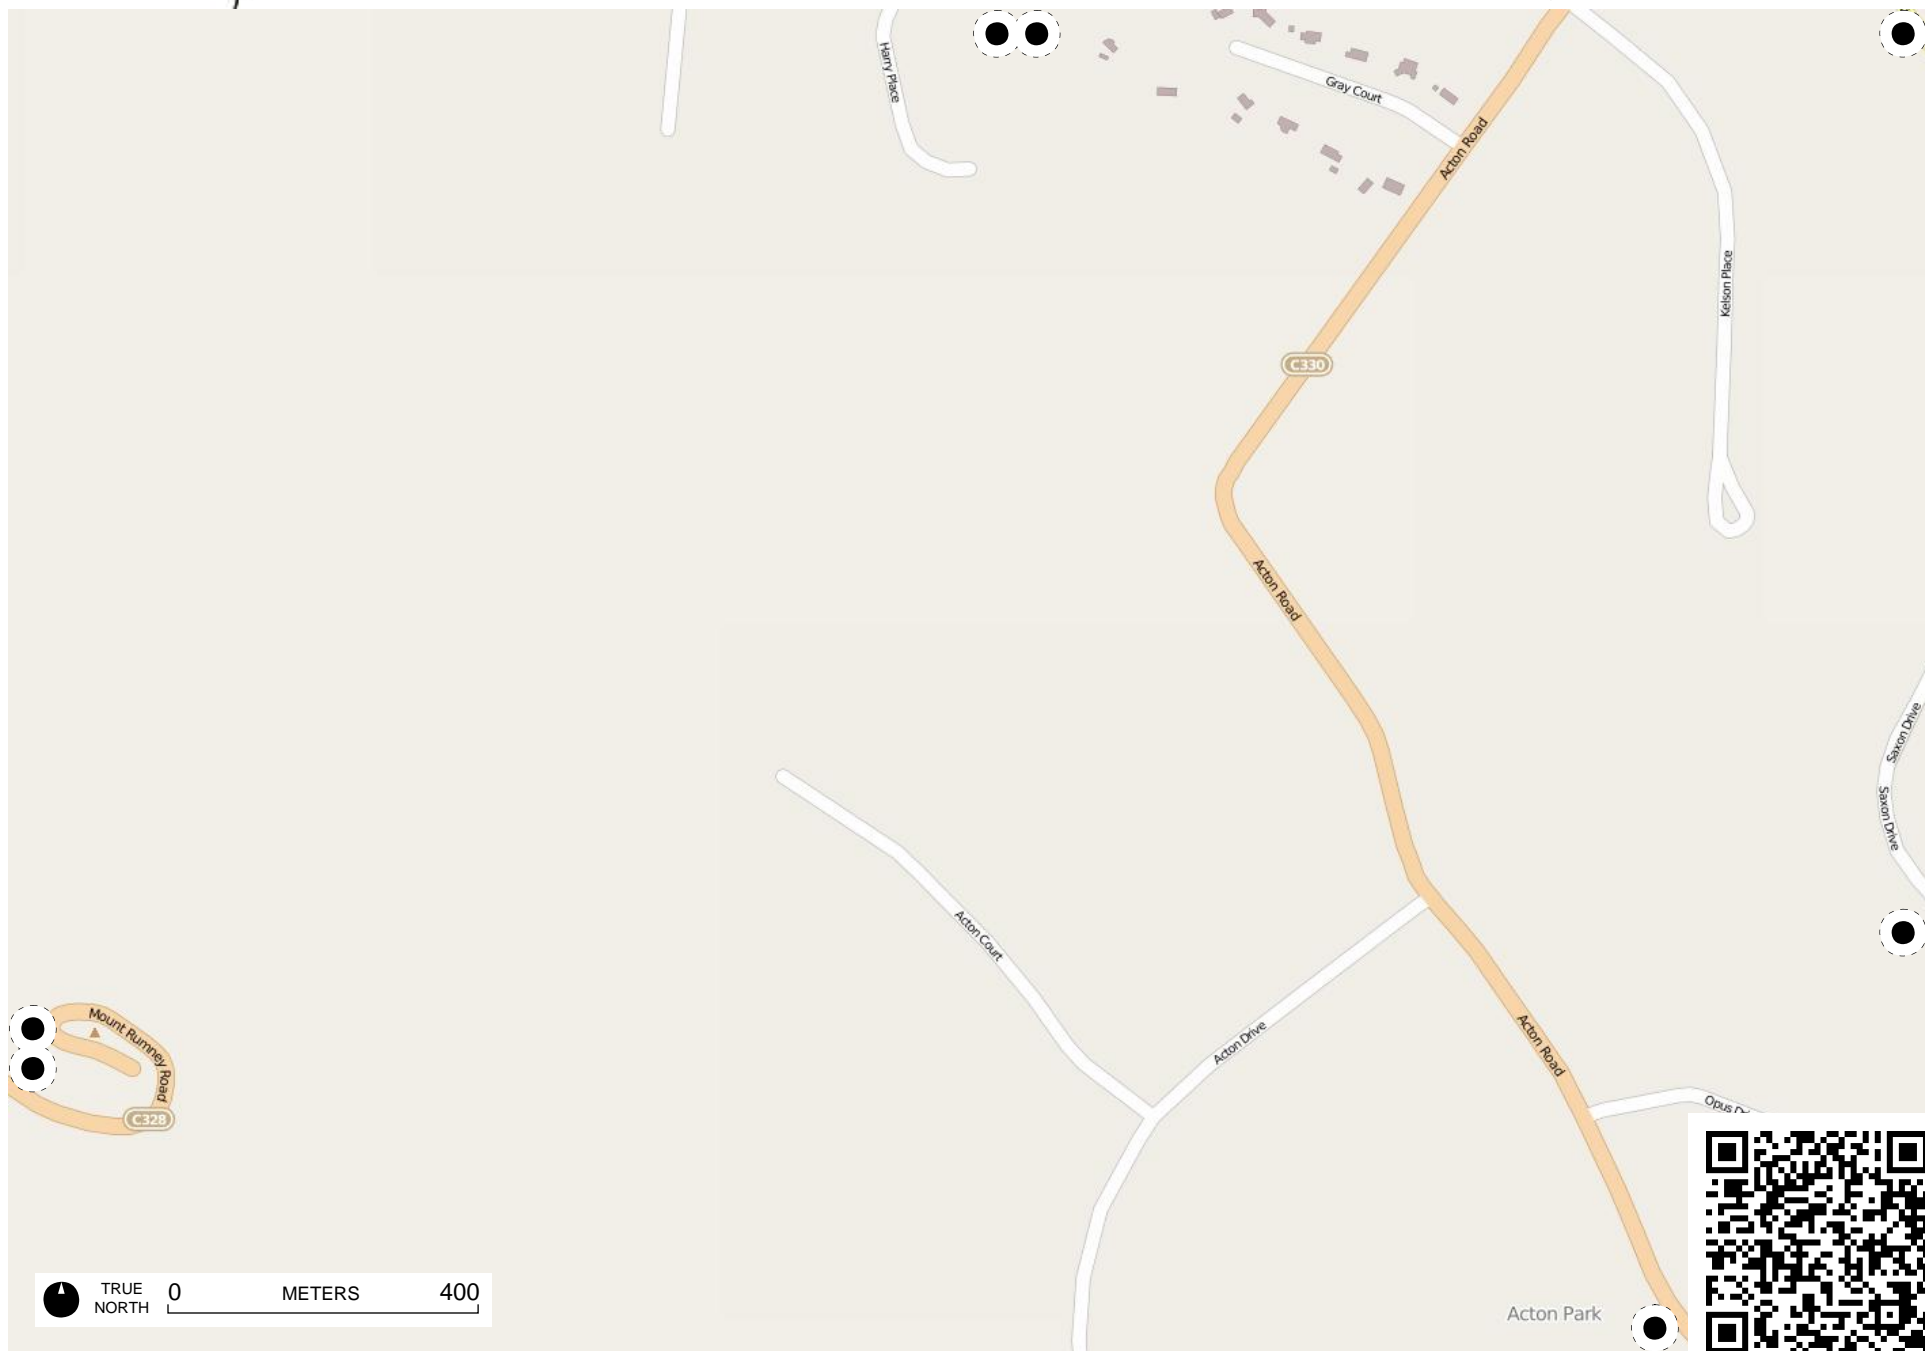 Harry Place
Gray Court
Acton Road
Kelson Place
C330
Acton Road
Saxon Drive
Saxon Drive
Acton Court
Mount Rumney Road
Acton Drive
Acton Road
C328
Opus
TRUE
NORTH
0 METERS 400
Acton Park